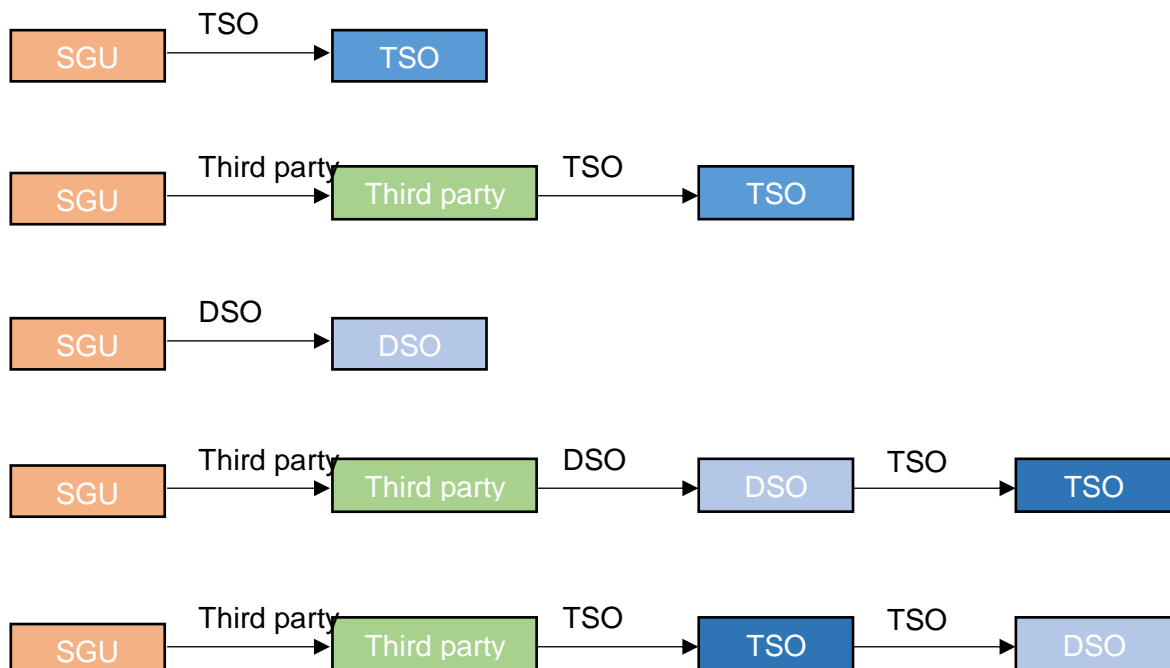 TSO
SGU TSO
Third party TSO
SGU Third party TSO
DSO
SGU DSO
Third party DSO TSO
SGU Third party DSO TSO
Third party TSO TSO
SGU Third party TSO DSO